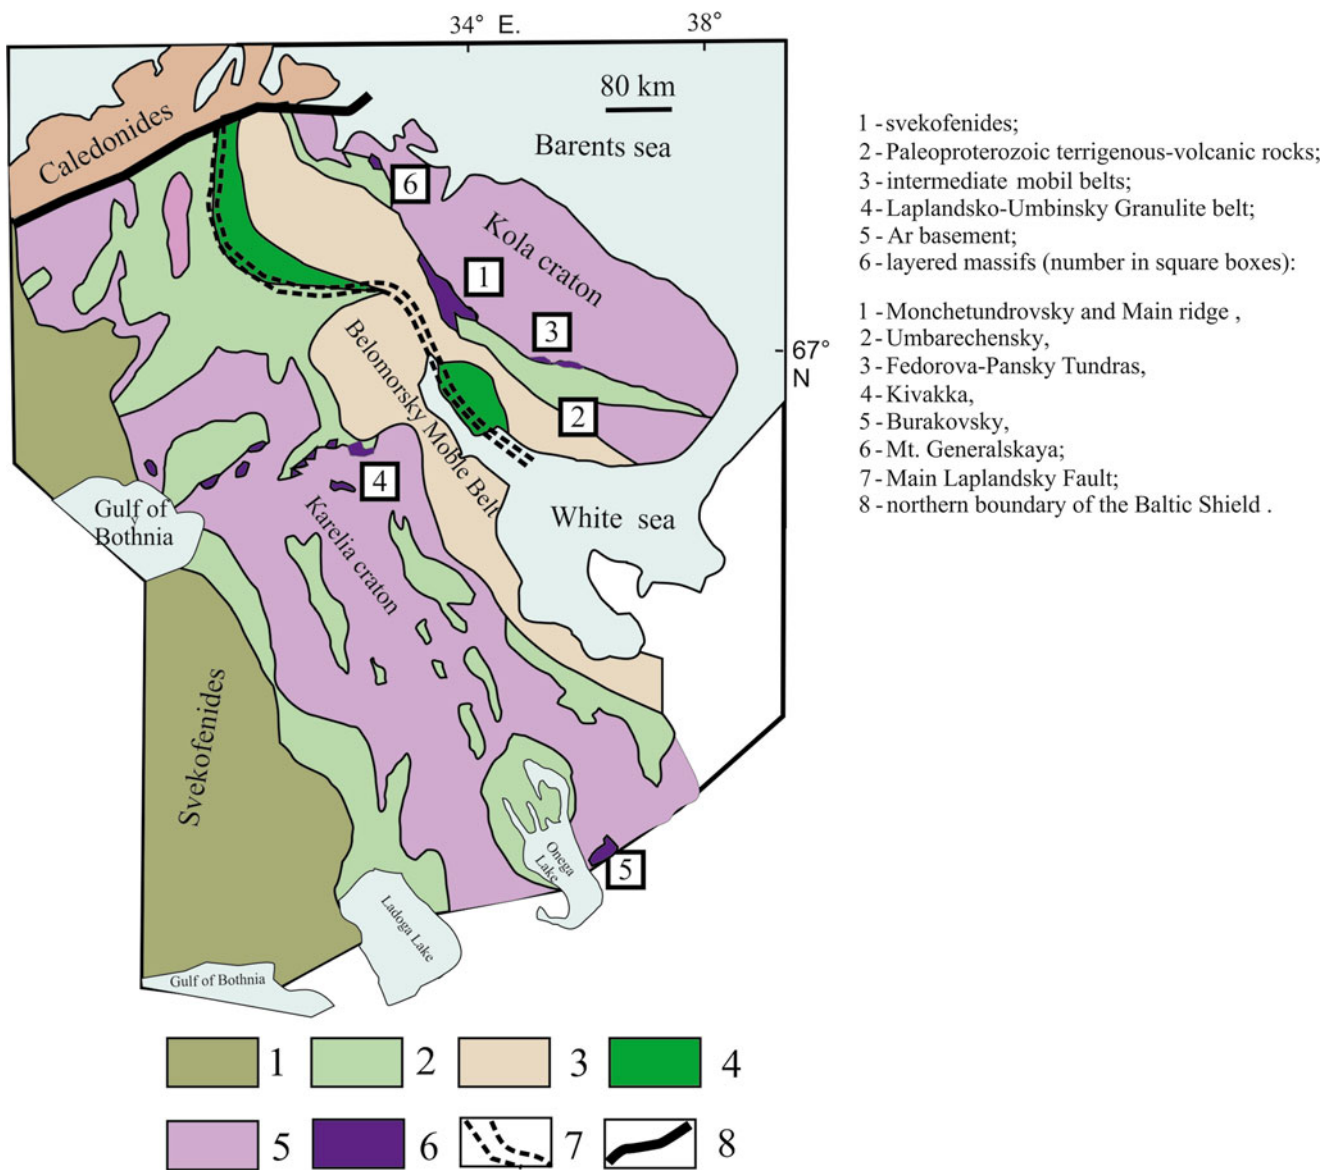 34° E.
38°
80 km
Barents sea
Caledonides
6
Kola craton
1
3
67°
N
Belomorsky Moble Belt
2
4
Gulf of
Bothnia
Karelia craton
White sea
Svekofenides
Onega
Lake
5
Ladoga Lake
Gulf of Bothnia
1
2
3
4
5
6
7
8
1 - svekofenides;
2 - Paleoproterozoic terrigenous-volcanic rocks;
3 - intermediate mobil belts;
4 - Laplandsko-Umbinsky Granulite belt;
5 - Ar basement;
6 - layered massifs (number in square boxes):
1 - Monchetundrovsky and Main ridge ,
2 - Umbarechensky,
3 - Fedorova-Pansky Tundras,
4 - Kivakka,
5 - Burakovsky,
6 - Mt. Generalskaya;
7 - Main Laplandsky Fault;
8 - northern boundary of the Baltic Shield .